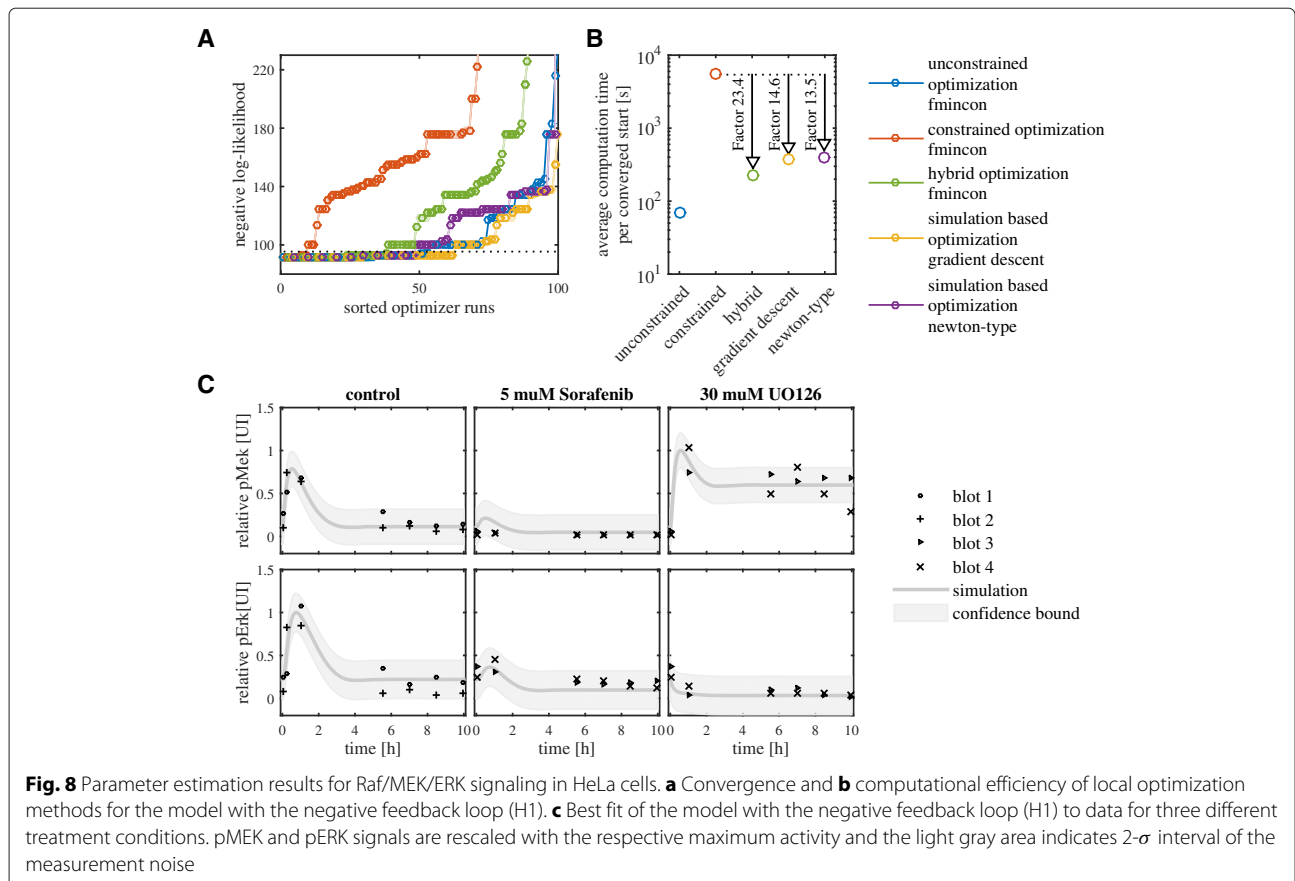 A
negative log-likelihood
220
180
140
100
0
50
100
sorted optimizer runs
B
average computation time
per converged start [s]
10^4
10^3
10^2
10^1
Factor 23.4
Factor 14.6
Factor 13.5
unconstrained
constrained
hybrid
gradient descent
newton-type
unconstrained
optimization
fmincon
constrained optimization
fmincon
hybrid optimization
fmincon
simulation based
optimization
gradient descent
simulation based
optimization
newton-type
C
control
5 muM Sorafenib
30 muM UO126
relative pMek [UI]
1.5
1
0.5
0
relative pErk[UI]
1.5
1
0.5
0
0 2 4 6 8 10
0 2 4 6 8 10
0 2 4 6 8 10
time [h]
time [h]
time [h]
blot 1
blot 2
blot 3
blot 4
simulation
confidence bound
Fig. 8 Parameter estimation results for Raf/MEK/ERK signaling in HeLa cells. a Convergence and b computational efficiency of local optimization
methods for the model with the negative feedback loop (H1). c Best fit of the model with the negative feedback loop (H1) to data for three different
treatment conditions. pMEK and pERK signals are rescaled with the respective maximum activity and the light gray area indicates 2-σ interval of the
measurement noise